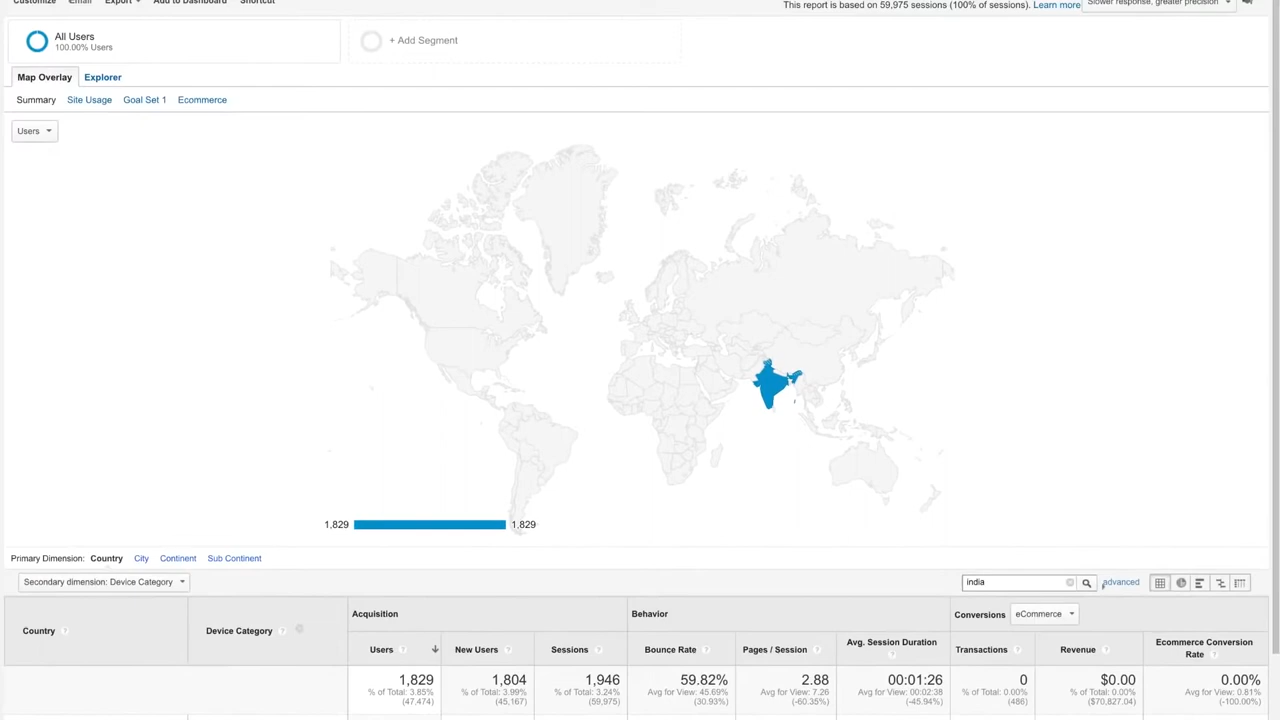 Customize Email Export Add to Dashboard Shortcut
This report is based on 59,975 sessions (100% of sessions). Learn more Slower response, greater precision
All Users
100.00% Users
+ Add Segment
Map Overlay Explorer
Summary Site Usage Goal Set 1 Ecommerce
Users
1,829 1,829
Primary Dimension: Country City Continent Sub Continent
Secondary dimension: Device Category india advanced
Acquisition Behavior Conversions eCommerce
Country Device Category Users New Users Sessions Bounce Rate Pages / Session Avg. Session Duration Transactions Revenue Ecommerce Conversion Rate
1,829 1,804 1,946 59.82% 2.88 00:01:26 0 $0.00 0.00%
% of Total: 3.85% % of Total: 3.99% % of Total: 3.24% Avg for View: 45.69% Avg for View: 7.26 Avg for View: 00:02:38 % of Total: 0.00% % of Total: 0.00% Avg for View: 0.81%
(47,474) (45,167) (59,975) (30.93%) (-60.35%) (-45.94%) (486) ($70,827.04) (-100.00%)